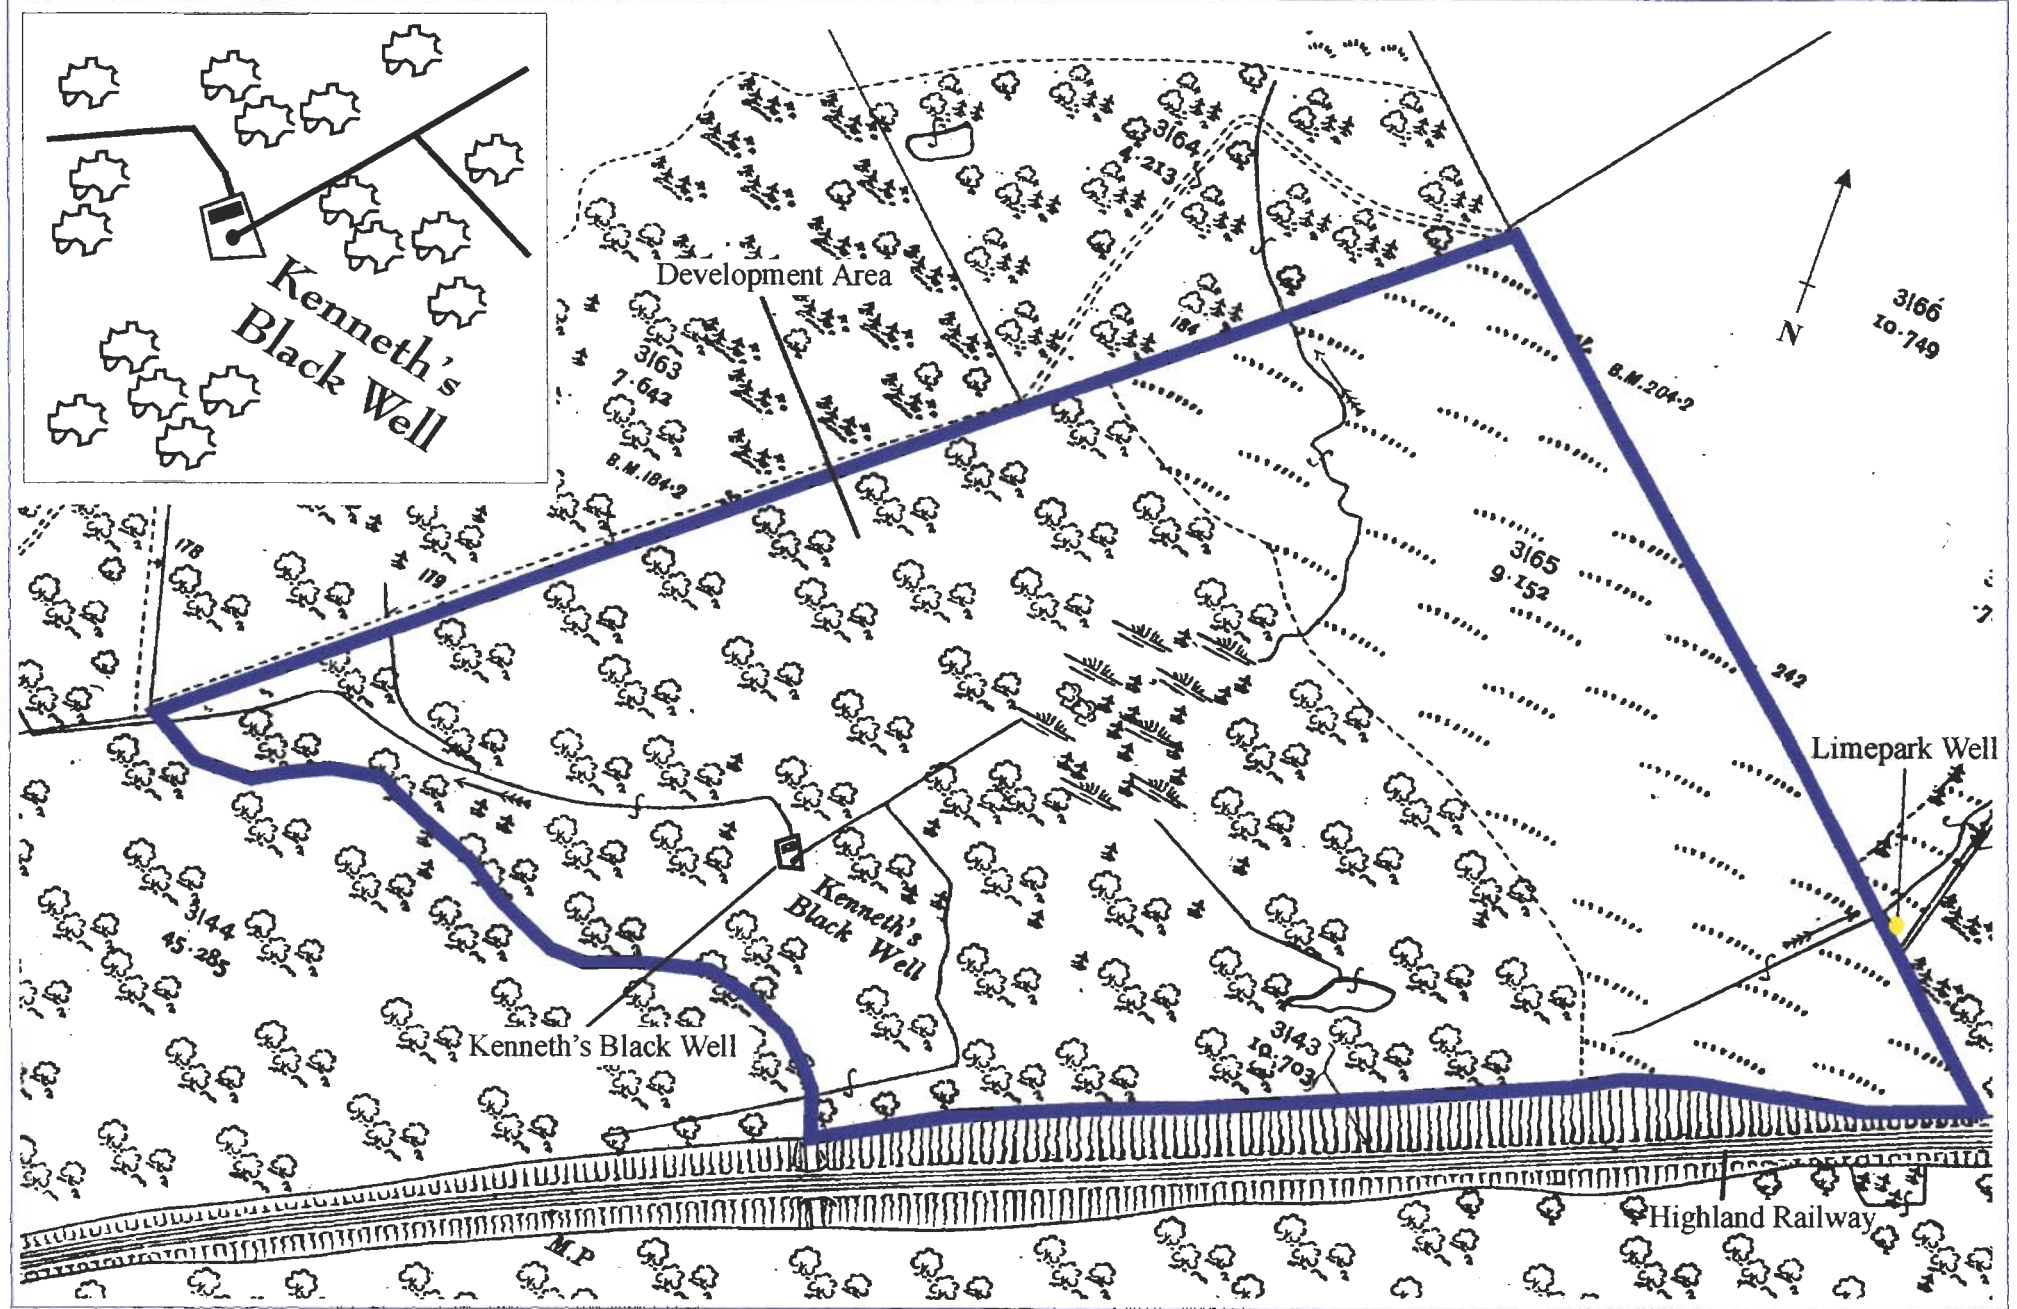 Kenneth's
Black Well
Development Area
3164
4·213
184
3163
7·642
B.M.184·2
178
179
N
3166
10·749
B.M.204·2
3165
9·152
242
Limepark Well
Kenneth's
Black Well
3144
45·285
Kenneth's Black Well
3143
10·703
Highland Railway
M.P